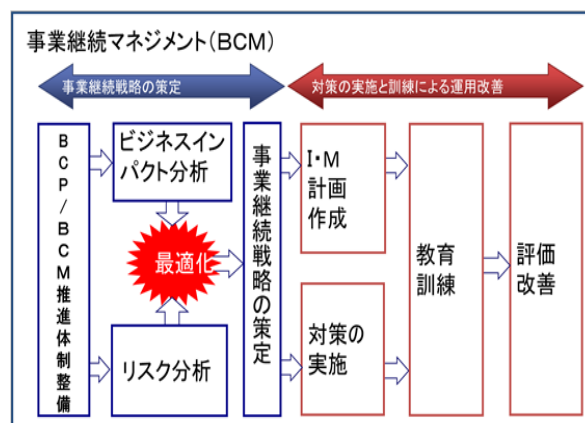 事業継続マネジメント(BCM)
事業継続戦略の策定
対策の実施と訓練による運用改善
BCP/BCM推進体制整備
ビジネスイン
パクト分析
最適化
リスク分析
事業継続戦略の策定
I・M
計画
作成
対策の
実施
教育
訓練
評価
改善